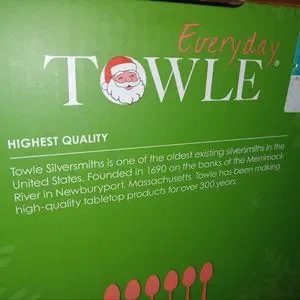 Everyday
TOWLE®
HIGHEST QUALITY
Towle Silversmiths is one of the oldest existing silversmiths in the
United States. Founded in 1690 on the banks of the Merrimack
River in Newburyport, Massachusetts, Towle has been making
high-quality tabletop products for over 300 years.